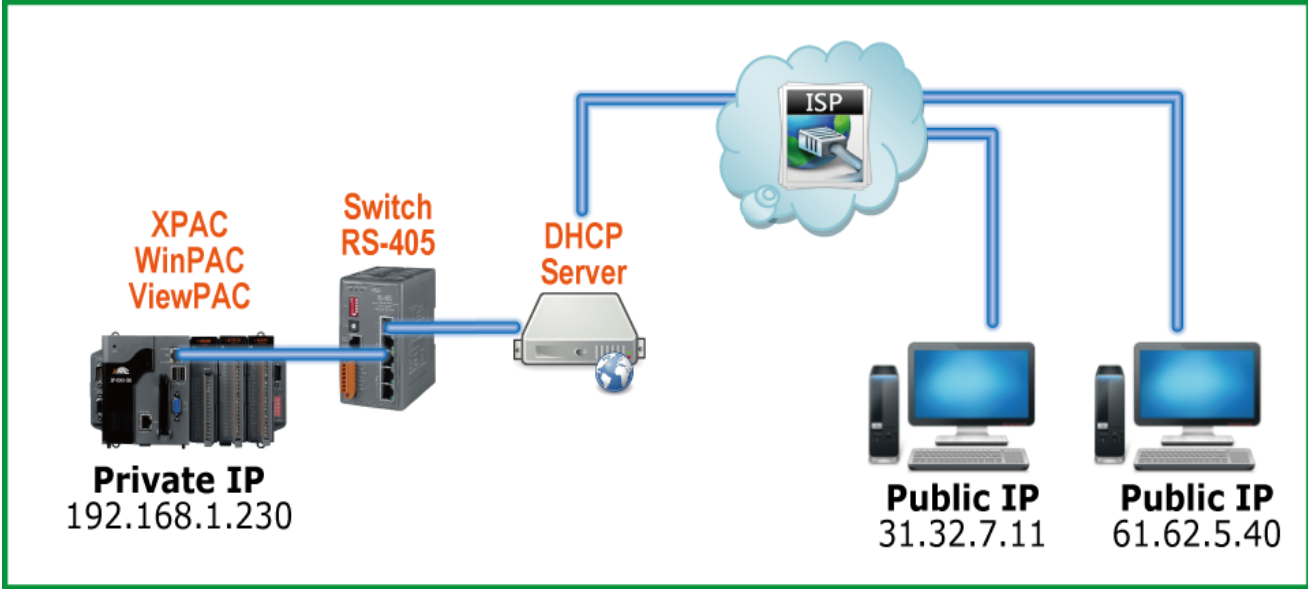 ISP
XPAC
WinPAC
ViewPAC
Switch
RS-405
DHCP
Server
Private IP
192.168.1.230
Public IP
31.32.7.11
Public IP
61.62.5.40